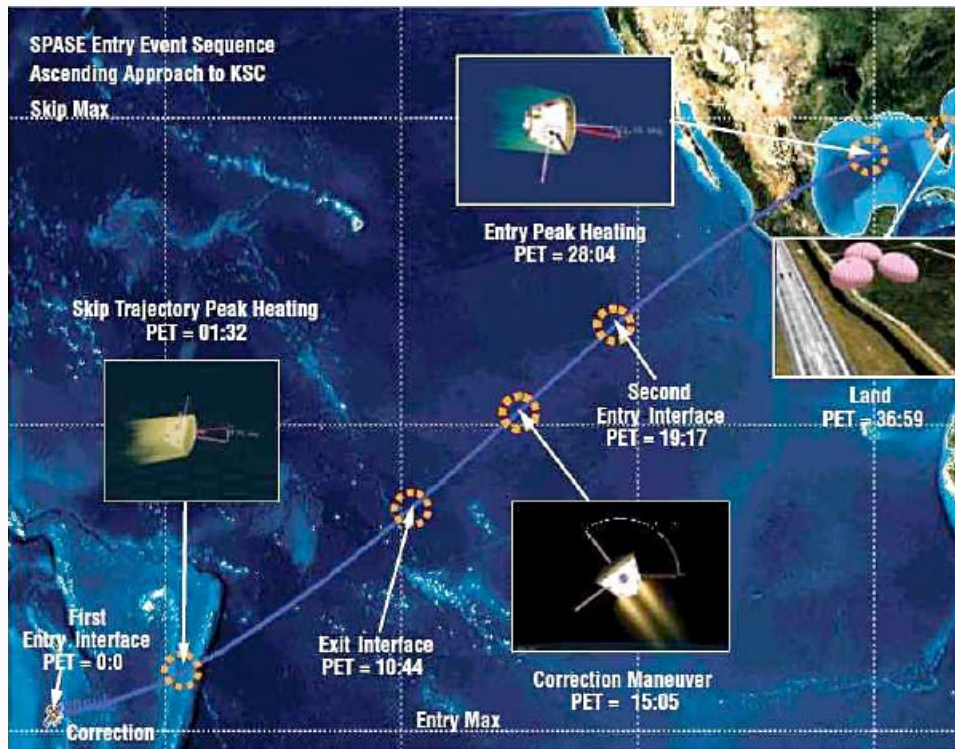 SPASE Entry Event Sequence
Ascending Approach to KSC
Skip Max
Entry Peak Heating
PET = 28:04
Skip Trajectory Peak Heating
PET = 01:32
Second
Entry Interface
PET = 19:17
Land
PET = 36:59
First
Entry Interface
PET = 0:0
Exit Interface
PET = 10:44
Correction Maneuver
PET = 15:05
Correction
Entry Max